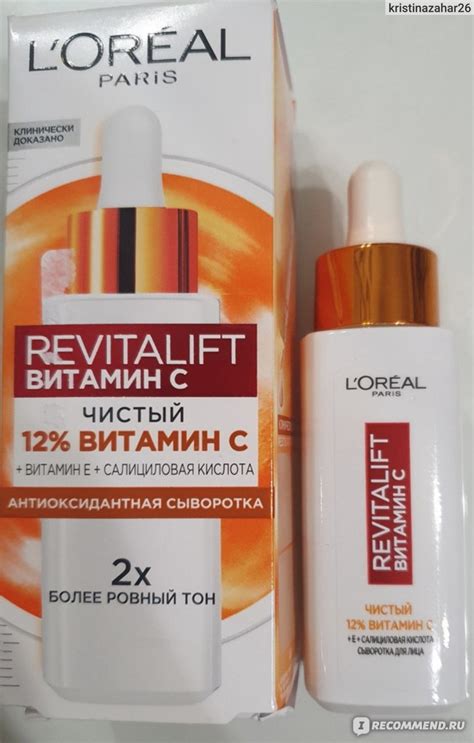 kristinazahar26
L'ORÉAL
PARIS
КЛИНИЧЕСКИ
ДОКАЗАНО
REVITALIFT
ВИТАМИН С
ЧИСТЫЙ
12% ВИТАМИН С
+ ВИТАМИН Е + САЛИЦИЛОВАЯ КИСЛОТА
АНТИОКСИДАНТНАЯ СЫВОРОТКА
2x
БОЛЕЕ РОВНЫЙ ТОН
L'ORÉAL
PARIS
REVITALIFT
ВИТАМИН С
ЧИСТЫЙ
12% ВИТАМИН С
+ Е + САЛИЦИЛОВАЯ КИСЛОТА
СЫВОРОТКА ДЛЯ ЛИЦА
I RECOMMEND.RU